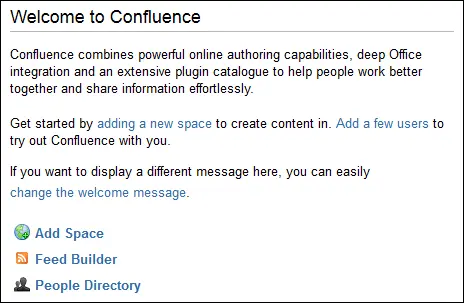 Welcome to Confluence
Confluence combines powerful online authoring capabilities, deep Office
integration and an extensive plugin catalogue to help people work better
together and share information effortlessly.
Get started by adding a new space to create content in. Add a few users to
try out Confluence with you.
If you want to display a different message here, you can easily
change the welcome message.
Add Space
Feed Builder
People Directory